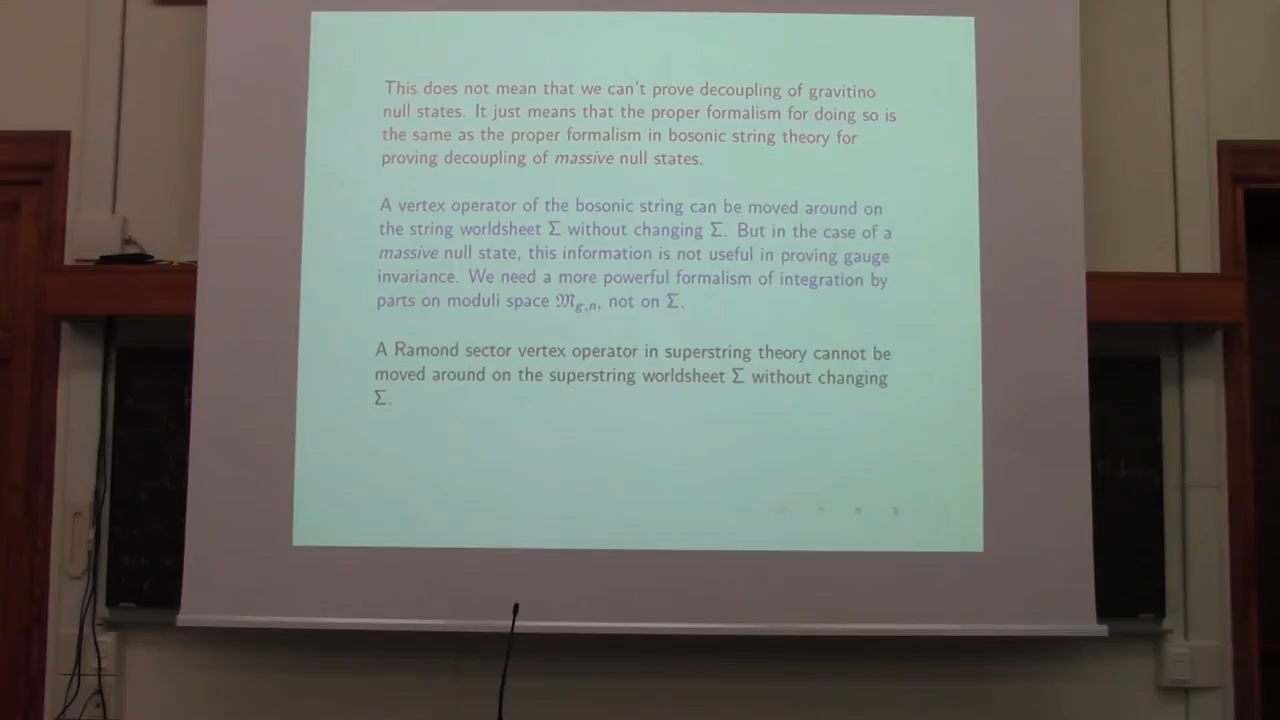 This does not mean that we can't prove decoupling of gravitino
null states. It just means that the proper formalism for doing so is
the same as the proper formalism in bosonic string theory for
proving decoupling of massive null states.
A vertex operator of the bosonic string can be moved around on
the string worldsheet Σ without changing Σ. But in the case of a
massive null state, this information is not useful in proving gauge
invariance. We need a more powerful formalism of integration by
parts on moduli space 𝔐g,n, not on Σ.
A Ramond sector vertex operator in superstring theory cannot be
moved around on the superstring worldsheet Σ without changing
Σ.